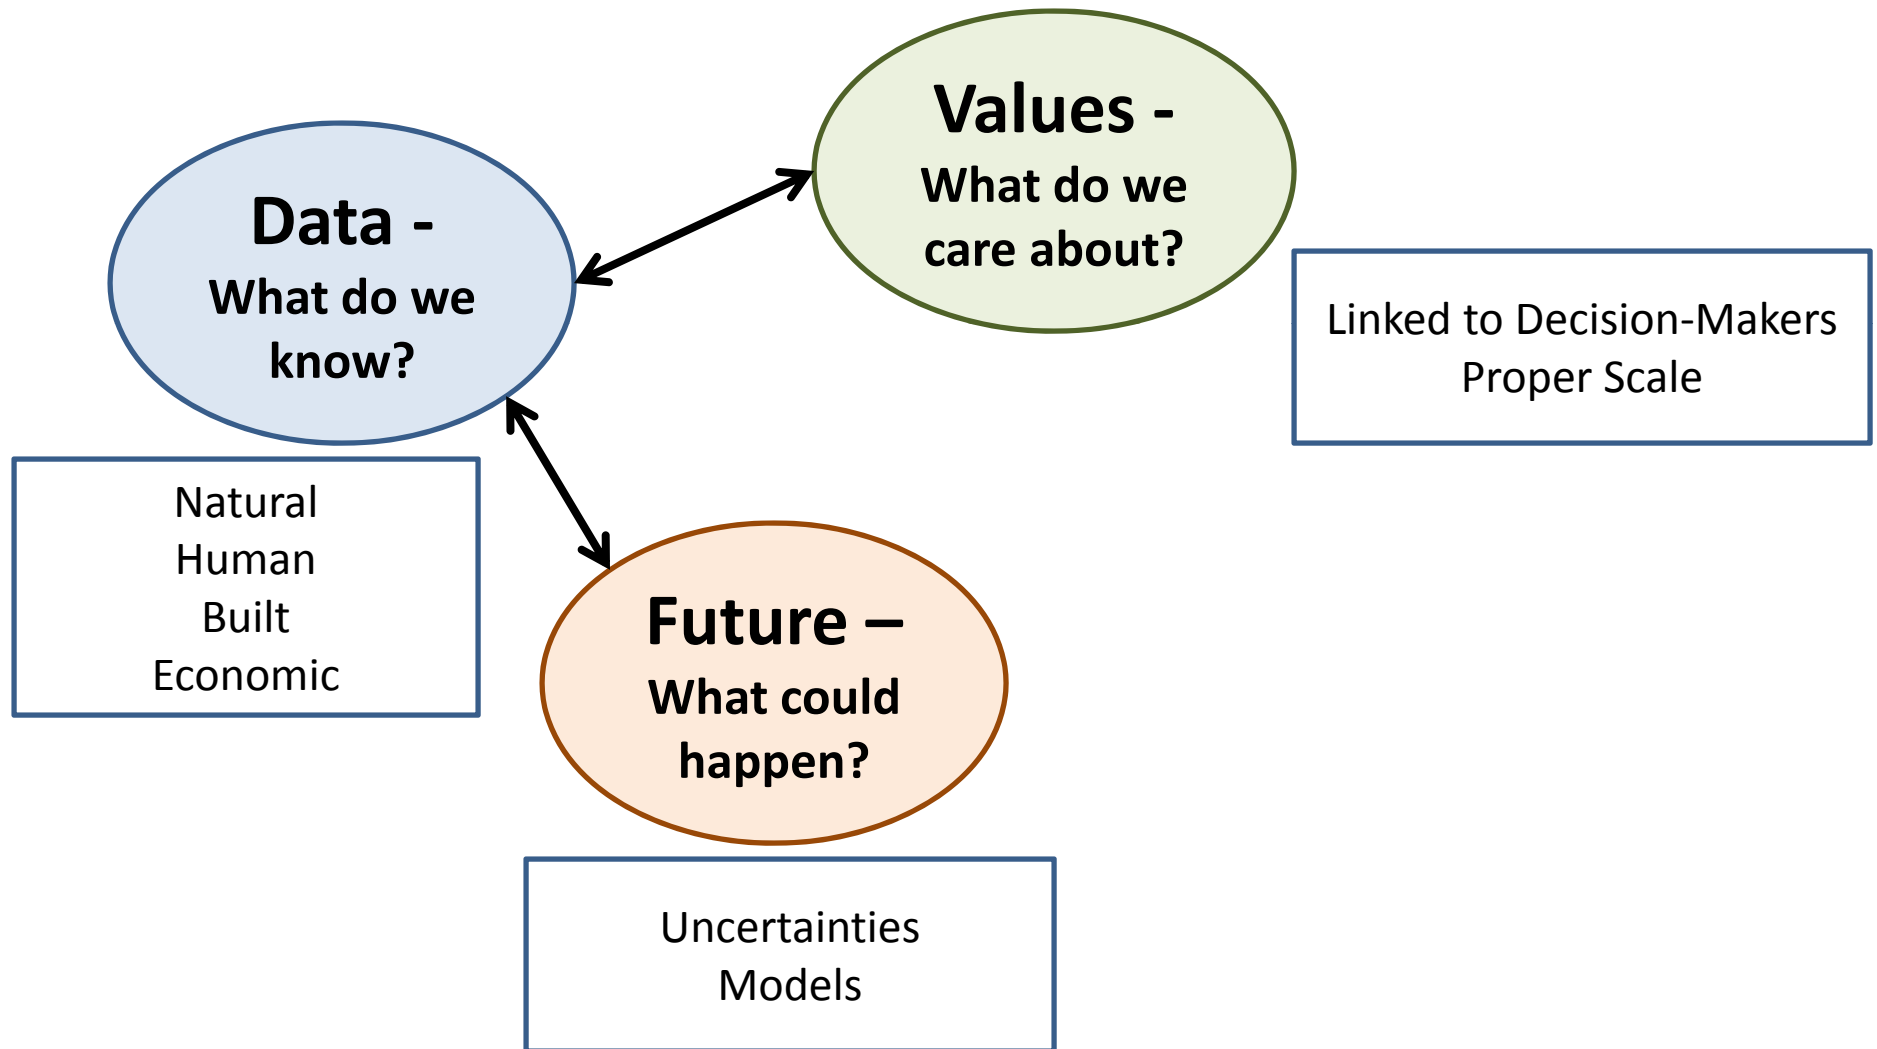 Values -
What do we
care about?
Data -
What do we
know?
Linked to Decision-Makers
Proper Scale
Natural
Human
Built
Economic
Future –
What could
happen?
Uncertainties
Models